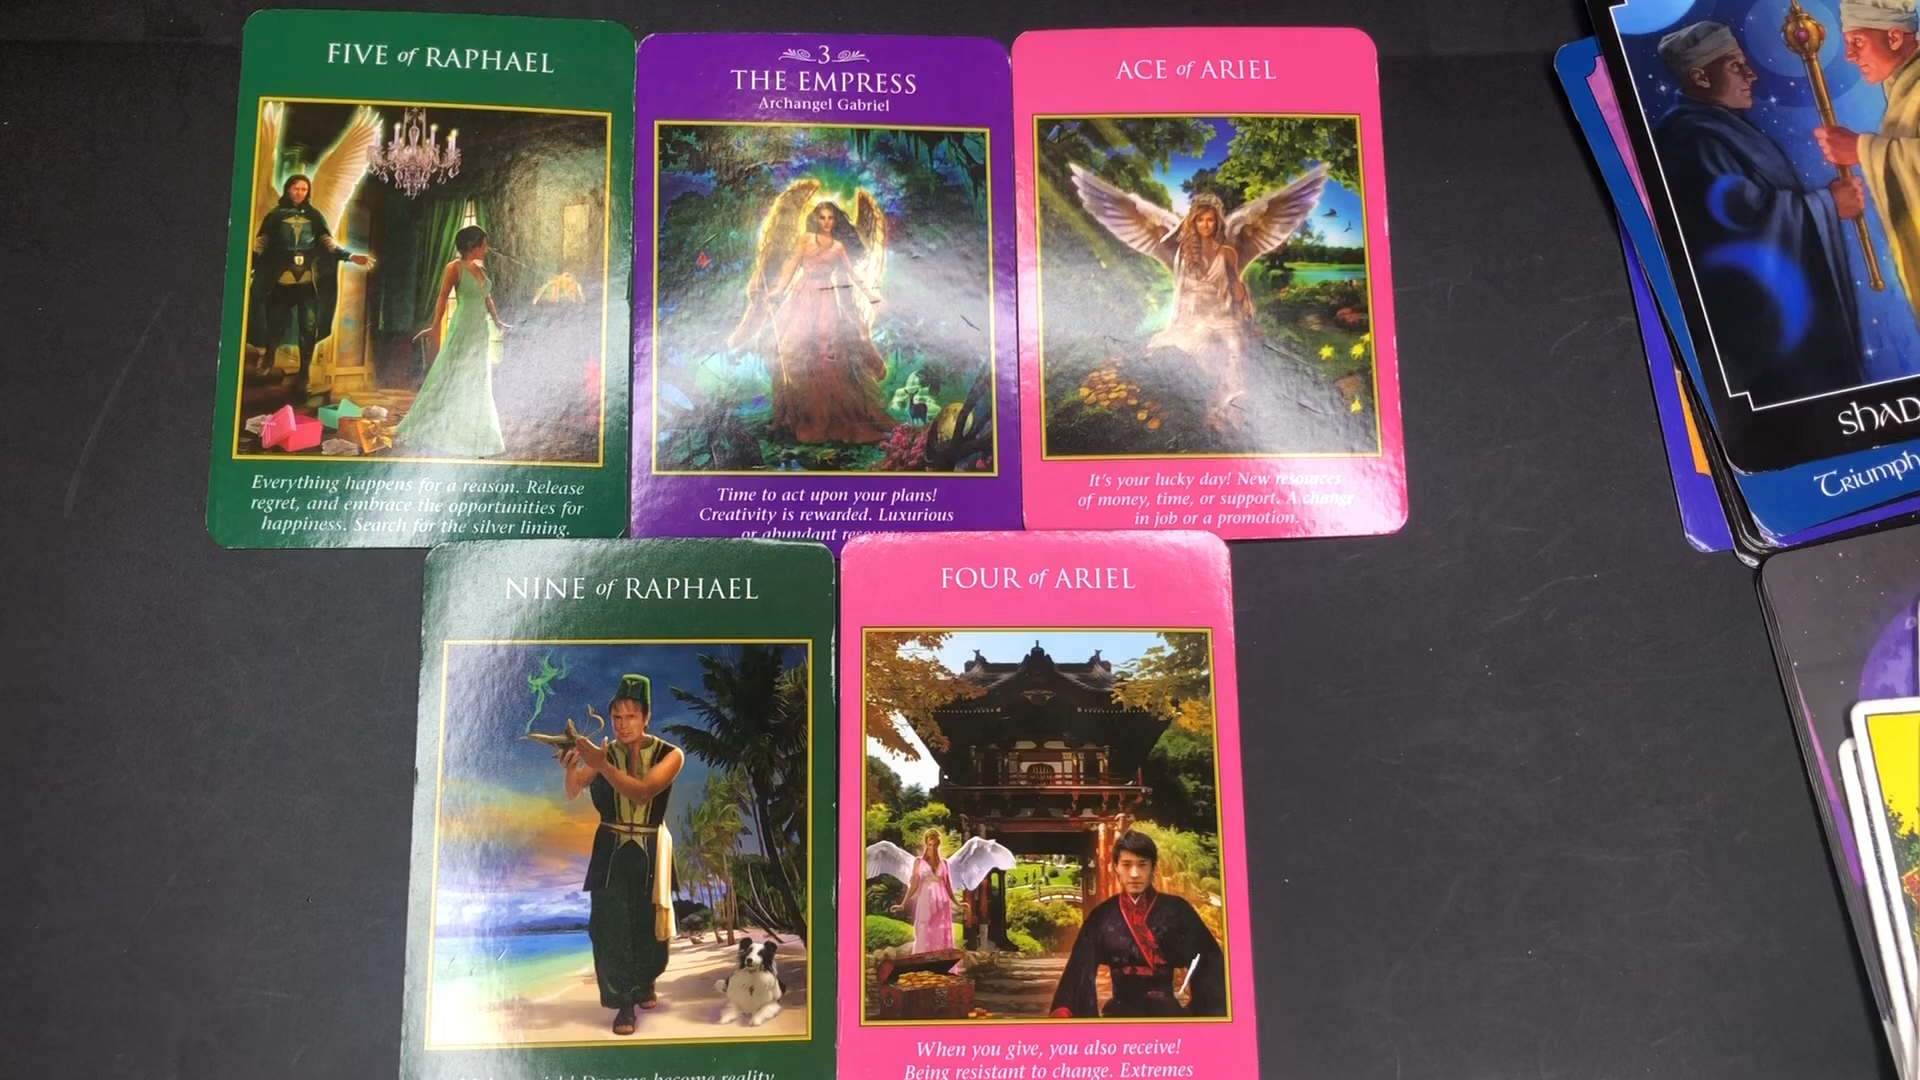 FIVE of RAPHAEL
Everything happens for a reason. Release
regret, and embrace the opportunities for
happiness. Search for the silver lining.
3
THE EMPRESS
Archangel Gabriel
Time to act upon your plans!
Creativity is rewarded. Luxurious
or abundant
ACE of ARIEL
It's your lucky day! New resources
of money, time, or support. A change
in job or a promotion.
NINE of RAPHAEL
Dreams become reality
FOUR of ARIEL
When you give, you also receive!
Being resistant to change. Extremes